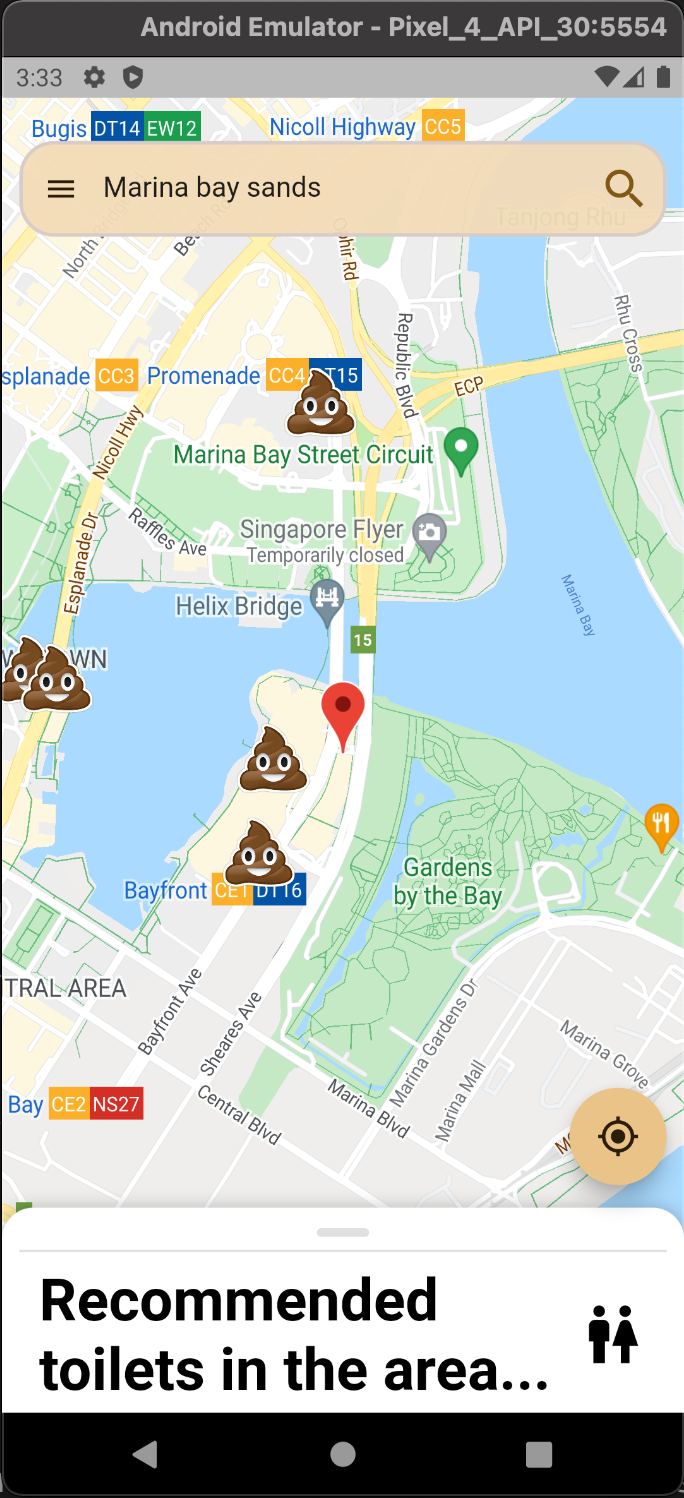 Android Emulator - Pixel_4_API_30:5554
3:33
Bugis DT14 EW12
Nicoll Highway CC5
Marina bay sands
Tanjong Rhu
Ophir Rd
Republic Blvd
Rhu Cross
splanade CC3
Promenade CC4 DT15
ECP
Nicoll Hwy
Marina Bay Street Circuit
Raffles Ave
Esplanade Dr
Singapore Flyer
Temporarily closed
Marina Bay
Helix Bridge
15
WN
Gardens
by the Bay
Bayfront CE1 DT16
TRAL AREA
Bayfront Ave
Sheares Ave
Marina Gardens Dr
Marina Grove
Marina Mall
Bay CE2 NS27
Central Blvd
Marina Blvd
Recommended
toilets in the area...